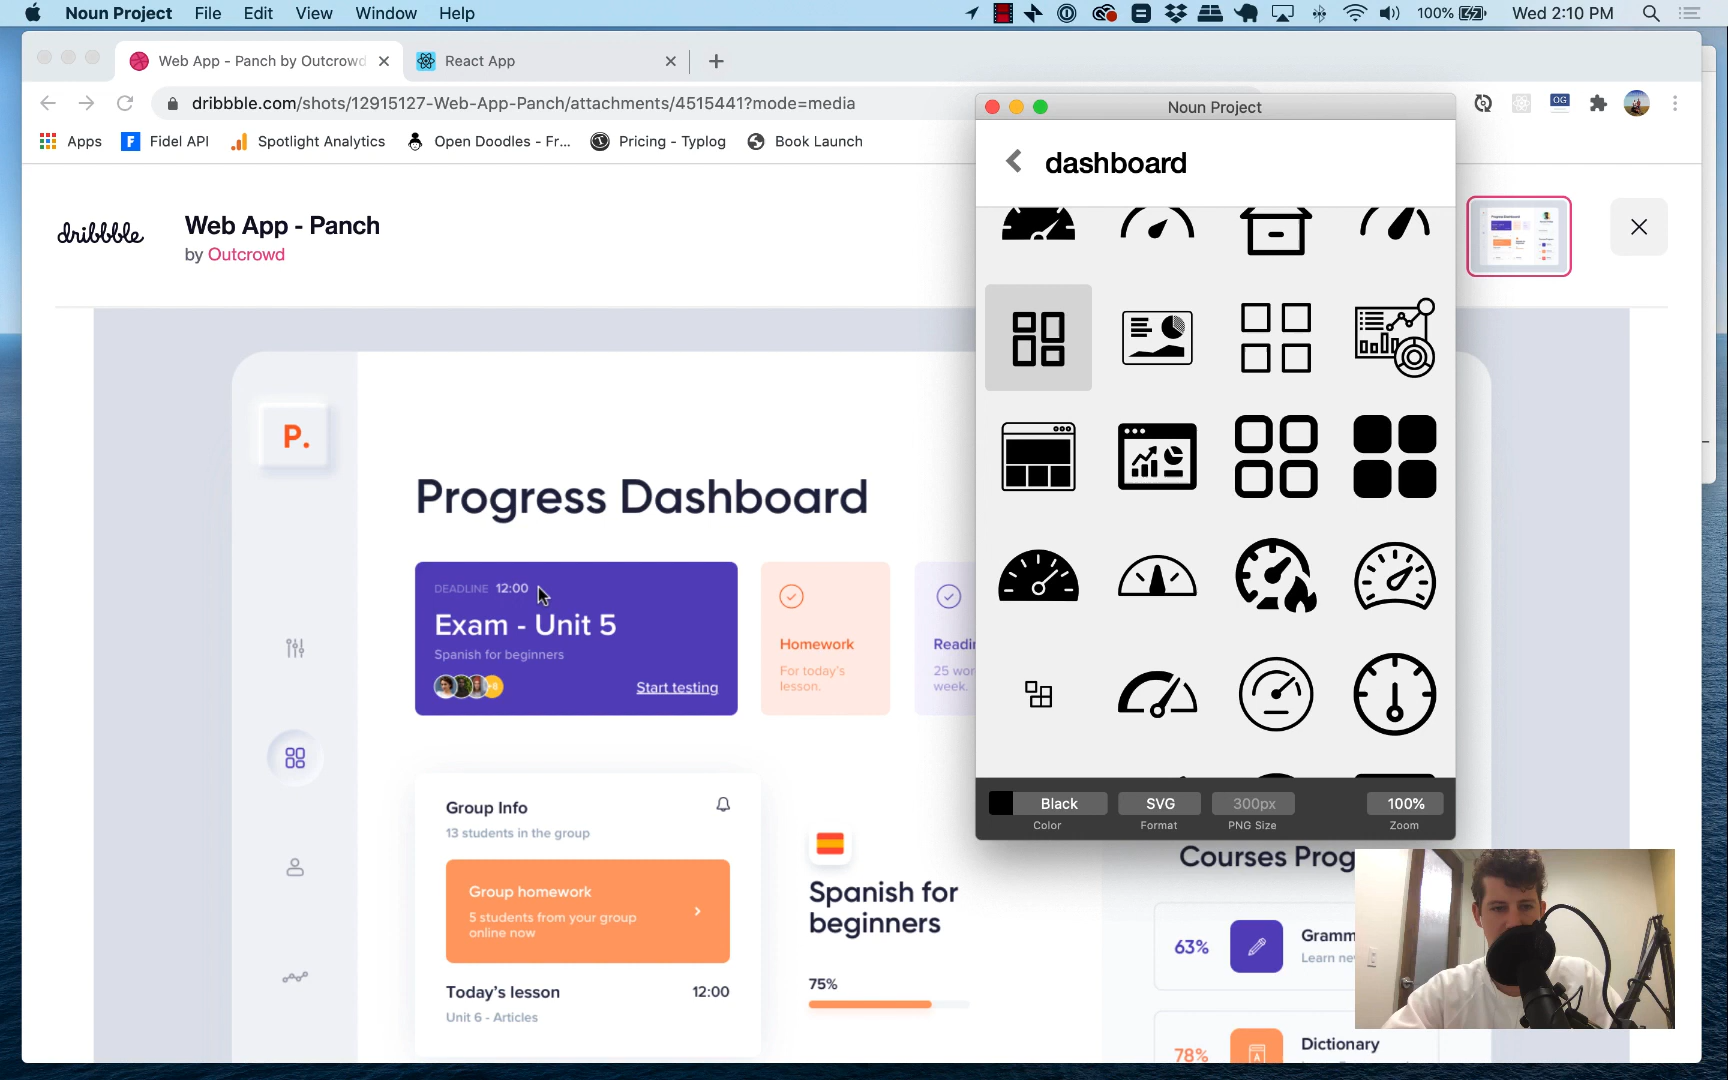 Noun Project File Edit View Window Help 100% Wed 2:10 PM
Web App - Panch by Outcrowd React App
dribbble.com/shots/12915127-Web-App-Panch/attachments/4515441?mode=media OG
Apps Fidel API Spotlight Analytics Open Doodles - Fr... Pricing - Typlog Book Launch
Noun Project
dashboard
dribbble
Web App - Panch
by Outcrowd
P.
Progress Dashboard
DEADLINE 12:00
Exam - Unit 5
Spanish for beginners
+8
Start testing
Homework
For today's
lesson.
Readin
25 wor
week.
Group Info
13 students in the group
Group homework
5 students from your group
online now
Today's lesson 12:00
Unit 6 - Articles
Spanish for
beginners
75%
Black SVG 300px 100%
Color Format PNG Size Zoom
Courses Prog
63% Gramm
Learn ne
78% Dictionary